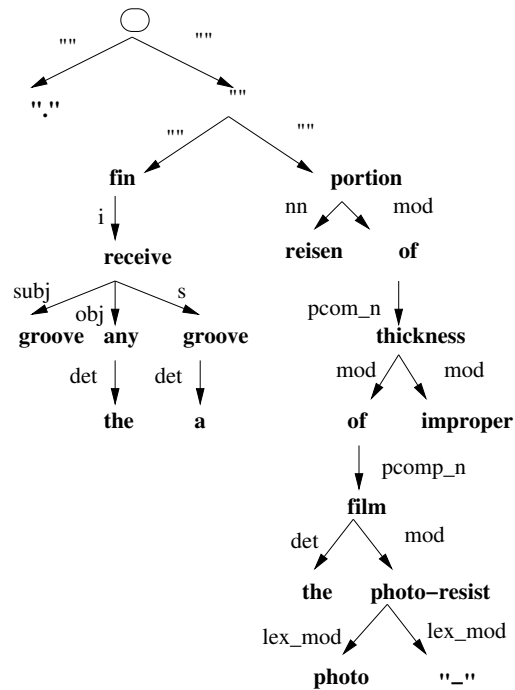 "" ""
"." ""
"" ""
fin portion
i nn mod
receive reisen of
subj obj s pcom_n
groove any groove thickness
det det mod mod
the a of improper
pcomp_n
film
det mod
the photo-resist
lex_mod lex_mod
photo "-"